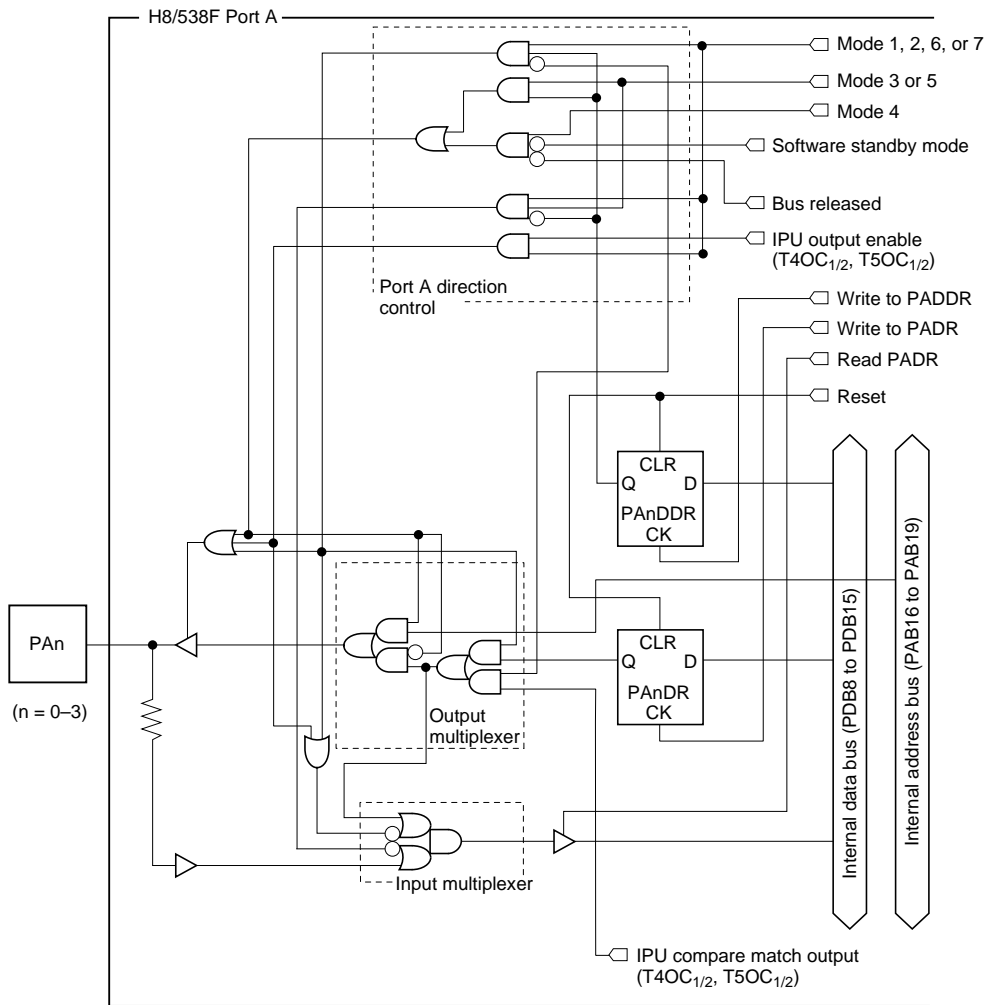 H8/538F Port A
Mode 1, 2, 6, or 7
Mode 3 or 5
Mode 4
Software standby mode
Bus released
IPU output enable
(T4OC1/2, T5OC1/2)
Port A direction
control
Write to PADDR
Write to PADR
Read PADR
Reset
CLR
Q D
PAnDDR
CK
PAn
(n = 0–3)
CLR
Q D
PAnDR
CK
Output
multiplexer
Input multiplexer
Internal data bus (PDB8 to PDB15)
Internal address bus (PAB16 to PAB19)
IPU compare match output
(T4OC1/2, T5OC1/2)